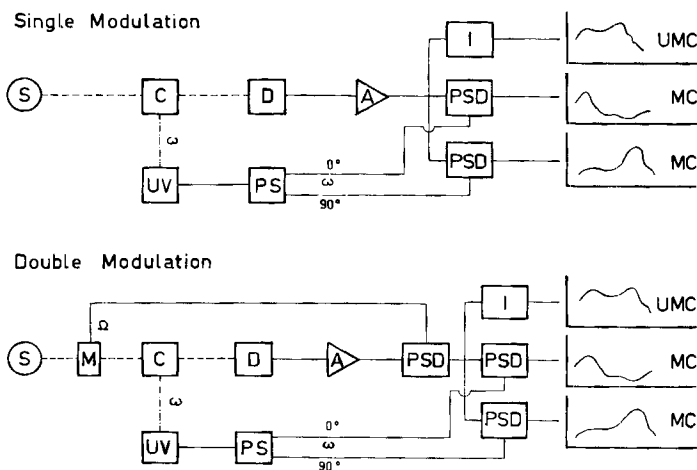 Single Modulation
I UMC
S C D A PSD MC
ω
0°
UV PS ω PSD MC
90°
Double Modulation
I UMC
Ω
S M C D A PSD PSD MC
ω
0°
UV PS ω PSD MC
90°